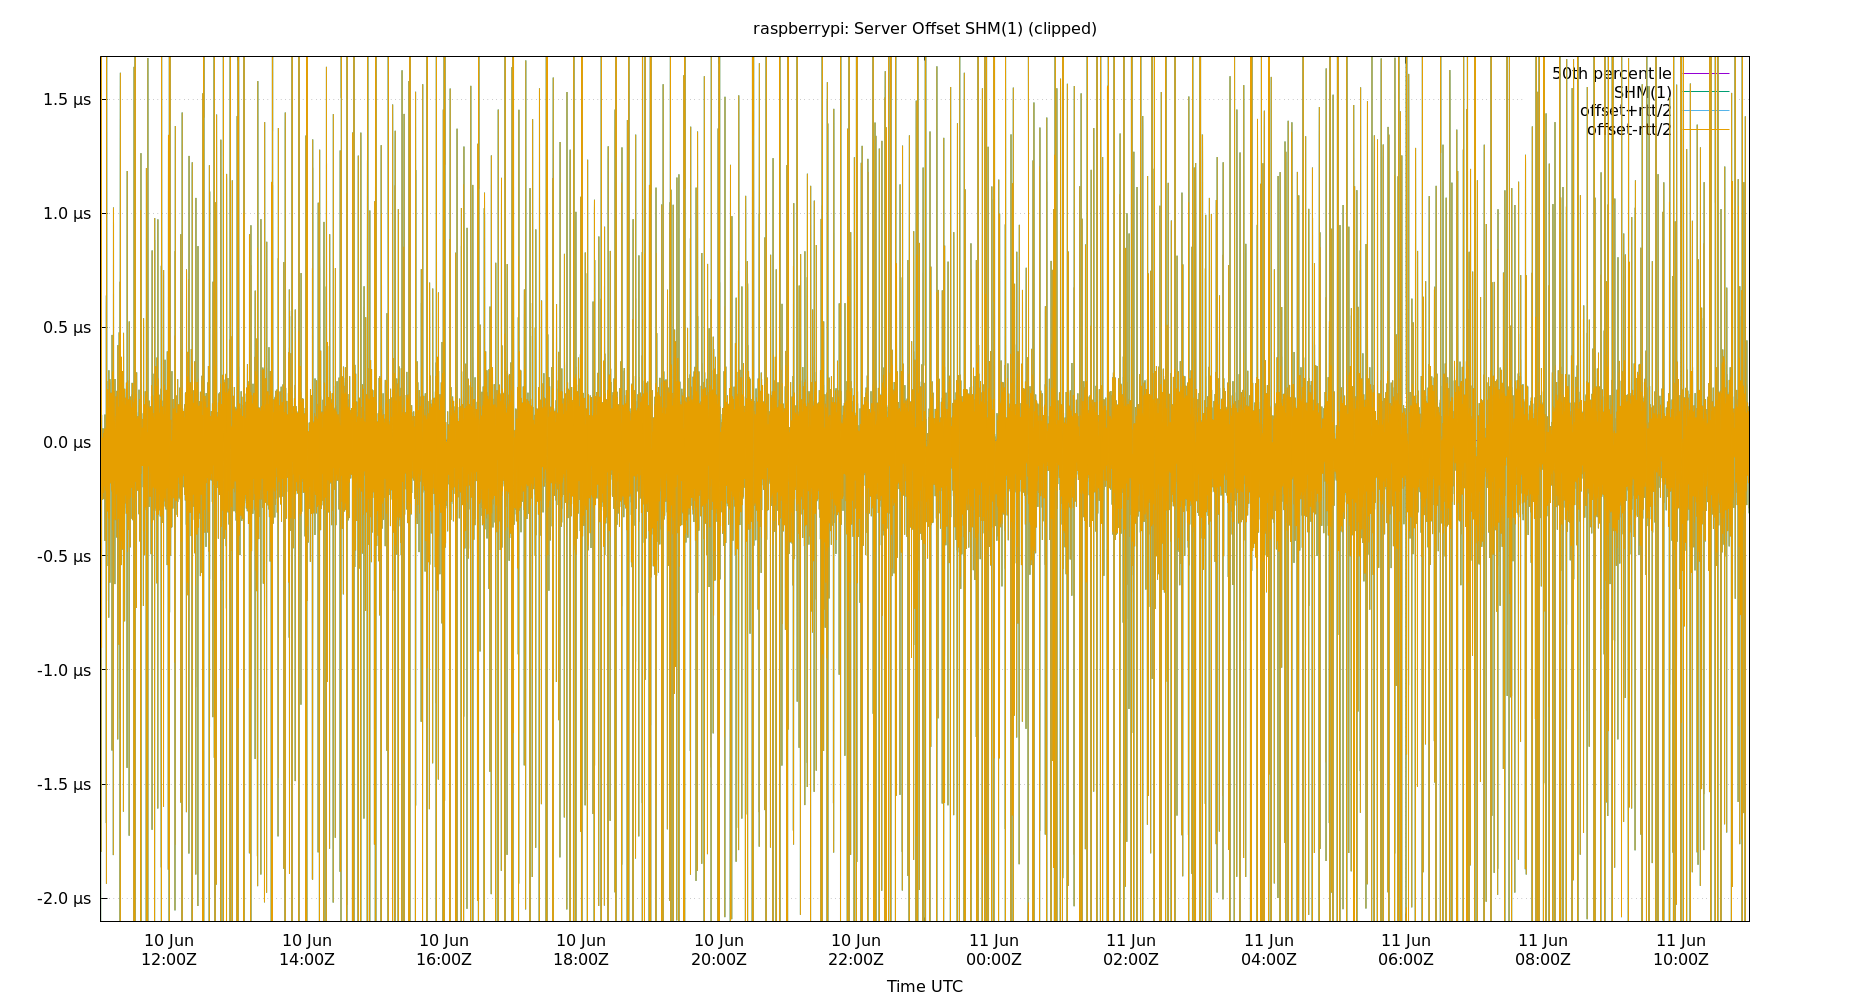 raspberrypi: Server Offset SHM(1) (clipped)
50th percentile
SHM(1)
offset+rtt/2
offset-rtt/2
1.5 µs
1.0 µs
0.5 µs
0.0 µs
-0.5 µs
-1.0 µs
-1.5 µs
-2.0 µs
10 Jun 10 Jun 10 Jun 10 Jun 10 Jun 10 Jun 11 Jun 11 Jun 11 Jun 11 Jun 11 Jun 11 Jun
12:00Z 14:00Z 16:00Z 18:00Z 20:00Z 22:00Z 00:00Z 02:00Z 04:00Z 06:00Z 08:00Z 10:00Z
Time UTC